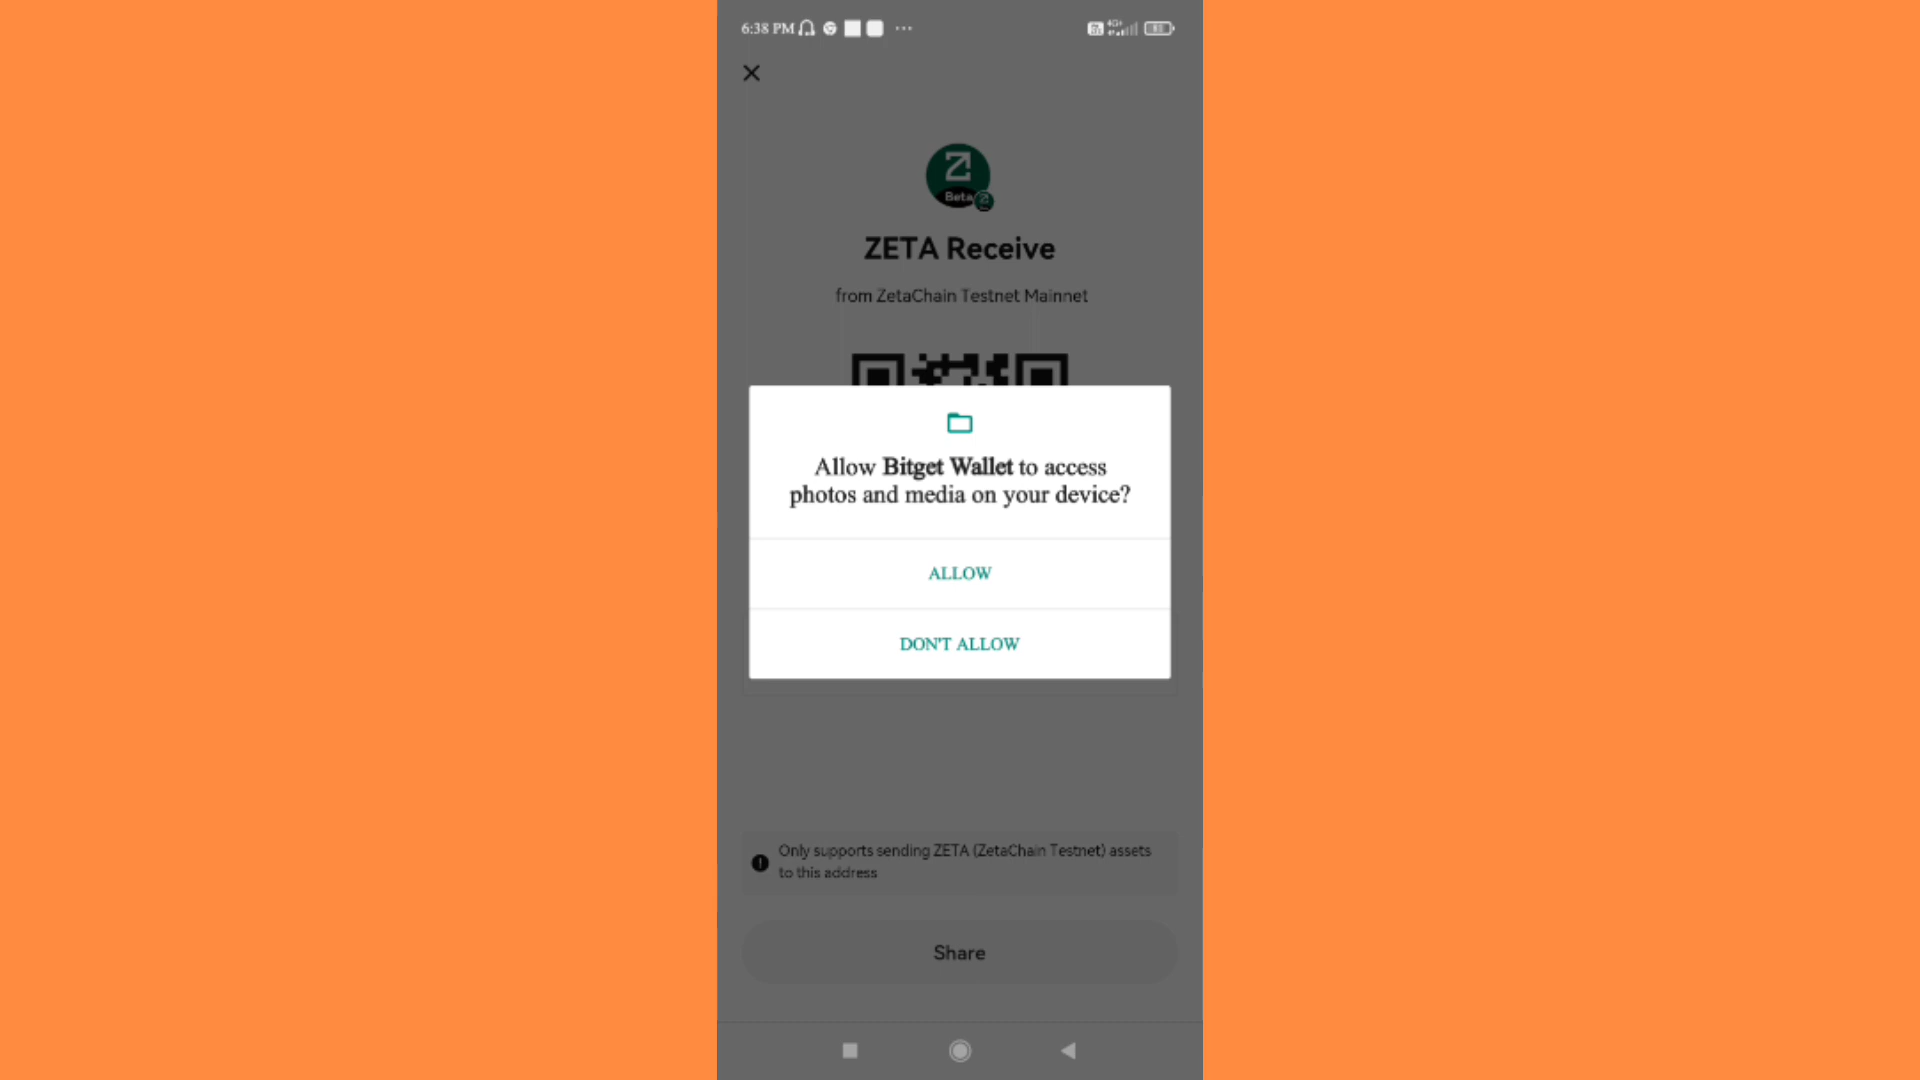 6:38 PM
Beta
ZETA Receive
from ZetaChain Testnet Mainnet
Allow Bitget Wallet to access
photos and media on your device?
ALLOW
DON'T ALLOW
Only supports sending ZETA (ZetaChain Testnet) assets
to this address
Share